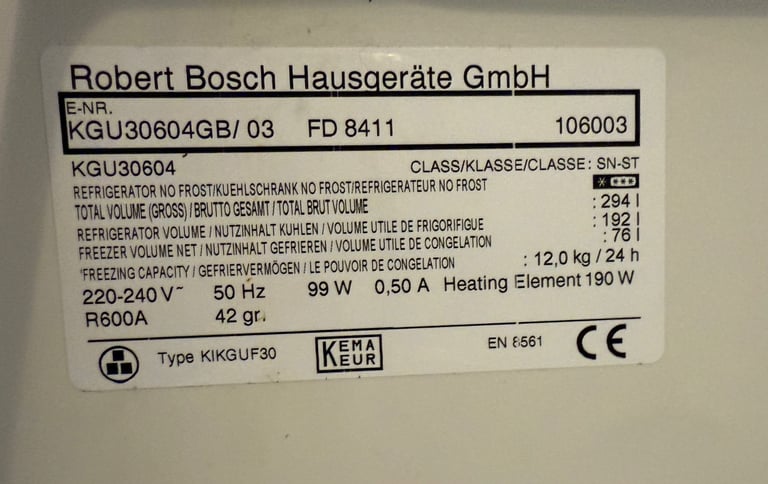 Robert Bosch Hausgeräte GmbH
E-NR.
KGU30604GB/ 03 FD 8411 106003
KGU30604 CLASS/KLASSE/CLASSE: SN-ST
REFRIGERATOR NO FROST/KUEHLSCHRANK NO FROST/REFRIGERATEUR NO FROST * ***
TOTAL VOLUME (GROSS) / BRUTTO GESAMT / TOTAL BRUT VOLUME : 294 l
REFRIGERATOR VOLUME / NUTZINHALT KUHLEN / VOLUME UTILE DE FRIGORIFIGUE : 192 l
FREEZER VOLUME NET / NUTZINHALT GEFRIEREN / VOLUME UTILE DE CONGELATION : 76 l
FREEZING CAPACITY / GEFRIERVERMÖGEN / LE POUVOIR DE CONGELATION : 12,0 kg / 24 h
220-240 V~ 50 Hz 99 W 0,50 A Heating Element 190 W
R600A 42 gr.
Type KIKGUF30 KEMA KEUR EN 8561 CE